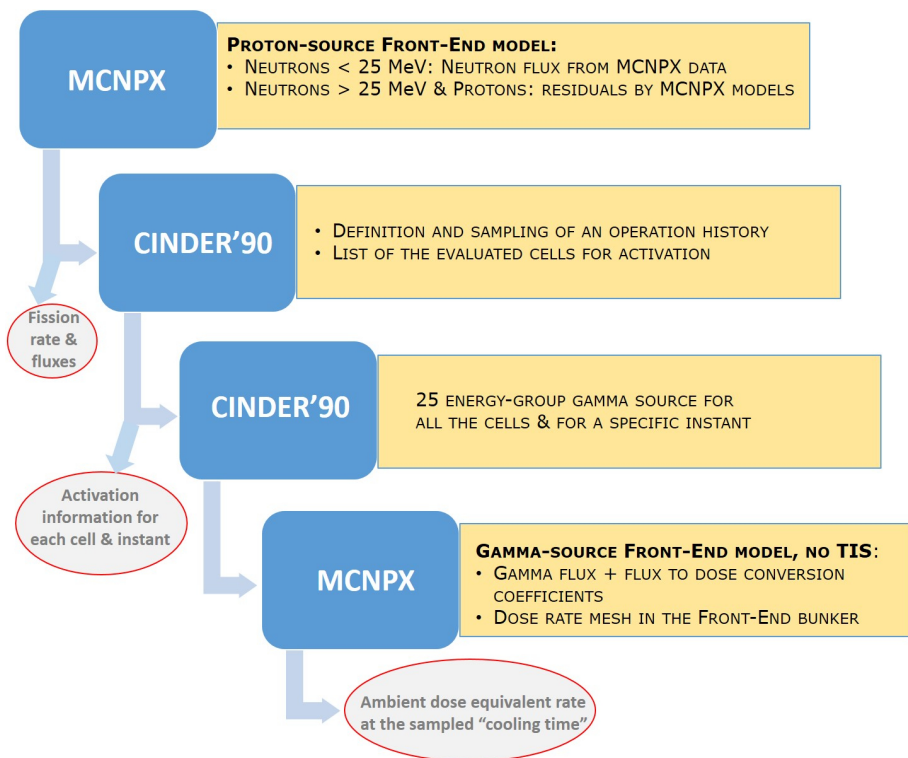 MCNPX
PROTON-SOURCE FRONT-END MODEL:
• NEUTRONS < 25 MEV: NEUTRON FLUX FROM MCNPX DATA
• NEUTRONS > 25 MEV & PROTONS: RESIDUALS BY MCNPX MODELS
CINDER’90
• DEFINITION AND SAMPLING OF AN OPERATION HISTORY
• LIST OF THE EVALUATED CELLS FOR ACTIVATION
Fission
rate &
fluxes
CINDER’90
25 ENERGY-GROUP GAMMA SOURCE FOR
ALL THE CELLS & FOR A SPECIFIC INSTANT
Activation
information for
each cell & instant
MCNPX
GAMMA-SOURCE FRONT-END MODEL, NO TIS:
• GAMMA FLUX + FLUX TO DOSE CONVERSION
COEFFICIENTS
• DOSE RATE MESH IN THE FRONT-END BUNKER
Ambient dose equivalent rate
at the sampled “cooling time”